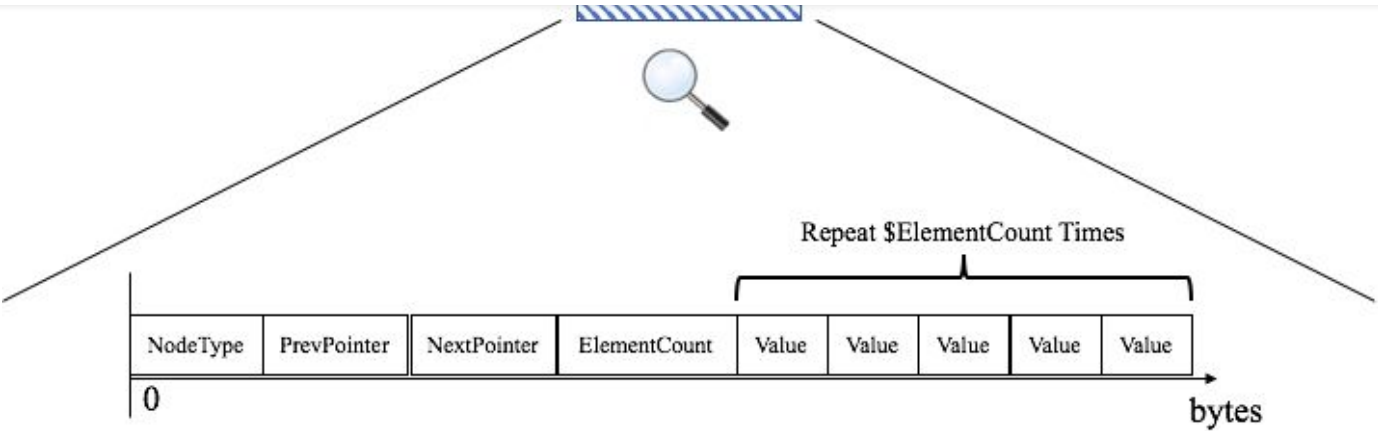 Repeat $ElementCount Times
NodeType PrevPointer NextPointer ElementCount Value Value Value Value Value
0
bytes